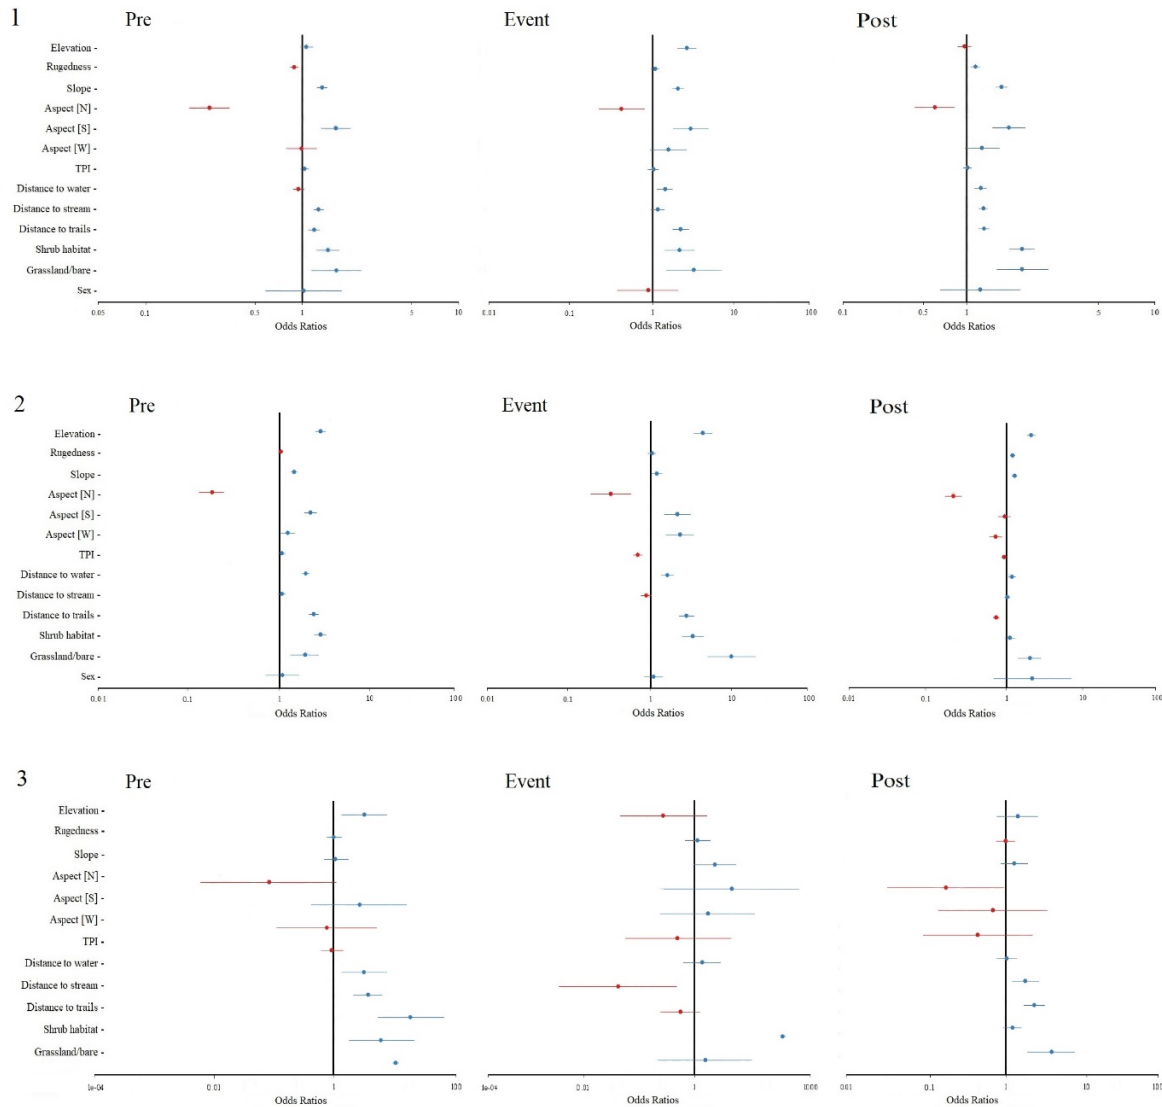 1 Pre Event Post
Elevation -
Rugedness -
Slope -
Aspect [N] -
Aspect [S] -
Aspect [W] -
TPI -
Distance to water -
Distance to stream -
Distance to trails -
Shrub habitat -
Grassland/bare -
Sex -
0.05 0.1 0.5 1 5 10 0.01 0.1 1 10 100 0.1 0.5 1 5 10
Odds Ratios Odds Ratios Odds Ratios
2 Pre Event Post
Elevation -
Rugedness -
Slope -
Aspect [N] -
Aspect [S] -
Aspect [W] -
TPI -
Distance to water -
Distance to stream -
Distance to trails -
Shrub habitat -
Grassland/bare -
Sex -
0.01 0.1 1 10 100 0.01 0.1 1 10 100 0.01 0.1 1 10 100
Odds Ratios Odds Ratios Odds Ratios
3 Pre Event Post
Elevation -
Rugedness -
Slope -
Aspect [N] -
Aspect [S] -
Aspect [W] -
TPI -
Distance to water -
Distance to stream -
Distance to trails -
Shrub habitat -
Grassland/bare -
1e-04 0.01 1 100 1e-04 0.01 1 1000 0.01 0.1 1 10 100
Odds Ratios Odds Ratios Odds Ratios